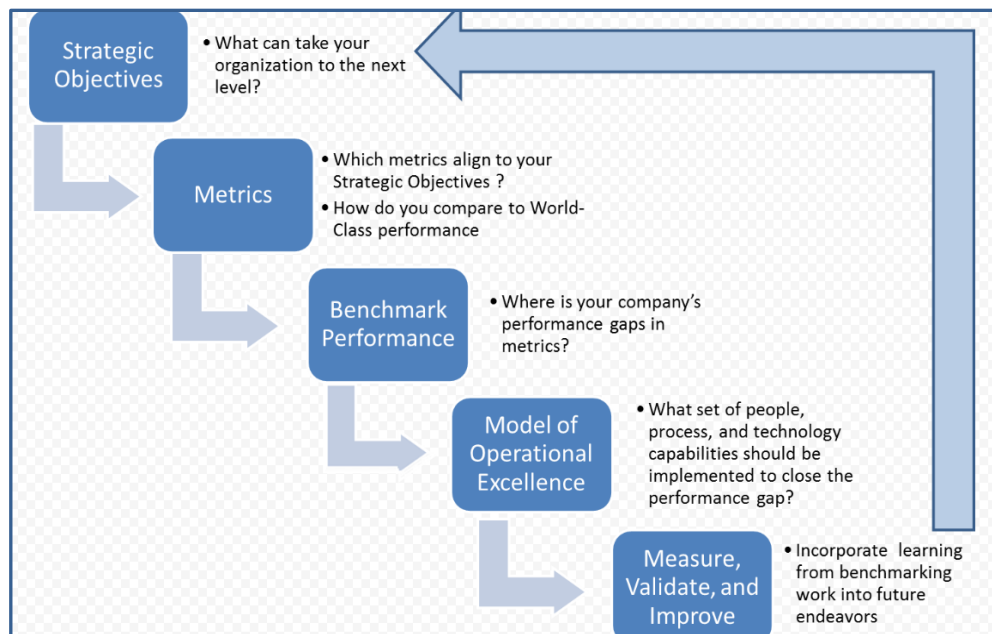 Strategic
Objectives
• What can take your
organization to the next
level?
Metrics
• Which metrics align to your
Strategic Objectives ?
• How do you compare to World-
Class performance
Benchmark
Performance
• Where is your company’s
performance gaps in
metrics?
Model of
Operational
Excellence
• What set of people,
process, and technology
capabilities should be
implemented to close the
performance gap?
Measure,
Validate, and
Improve
• Incorporate learning
from benchmarking
work into future
endeavors